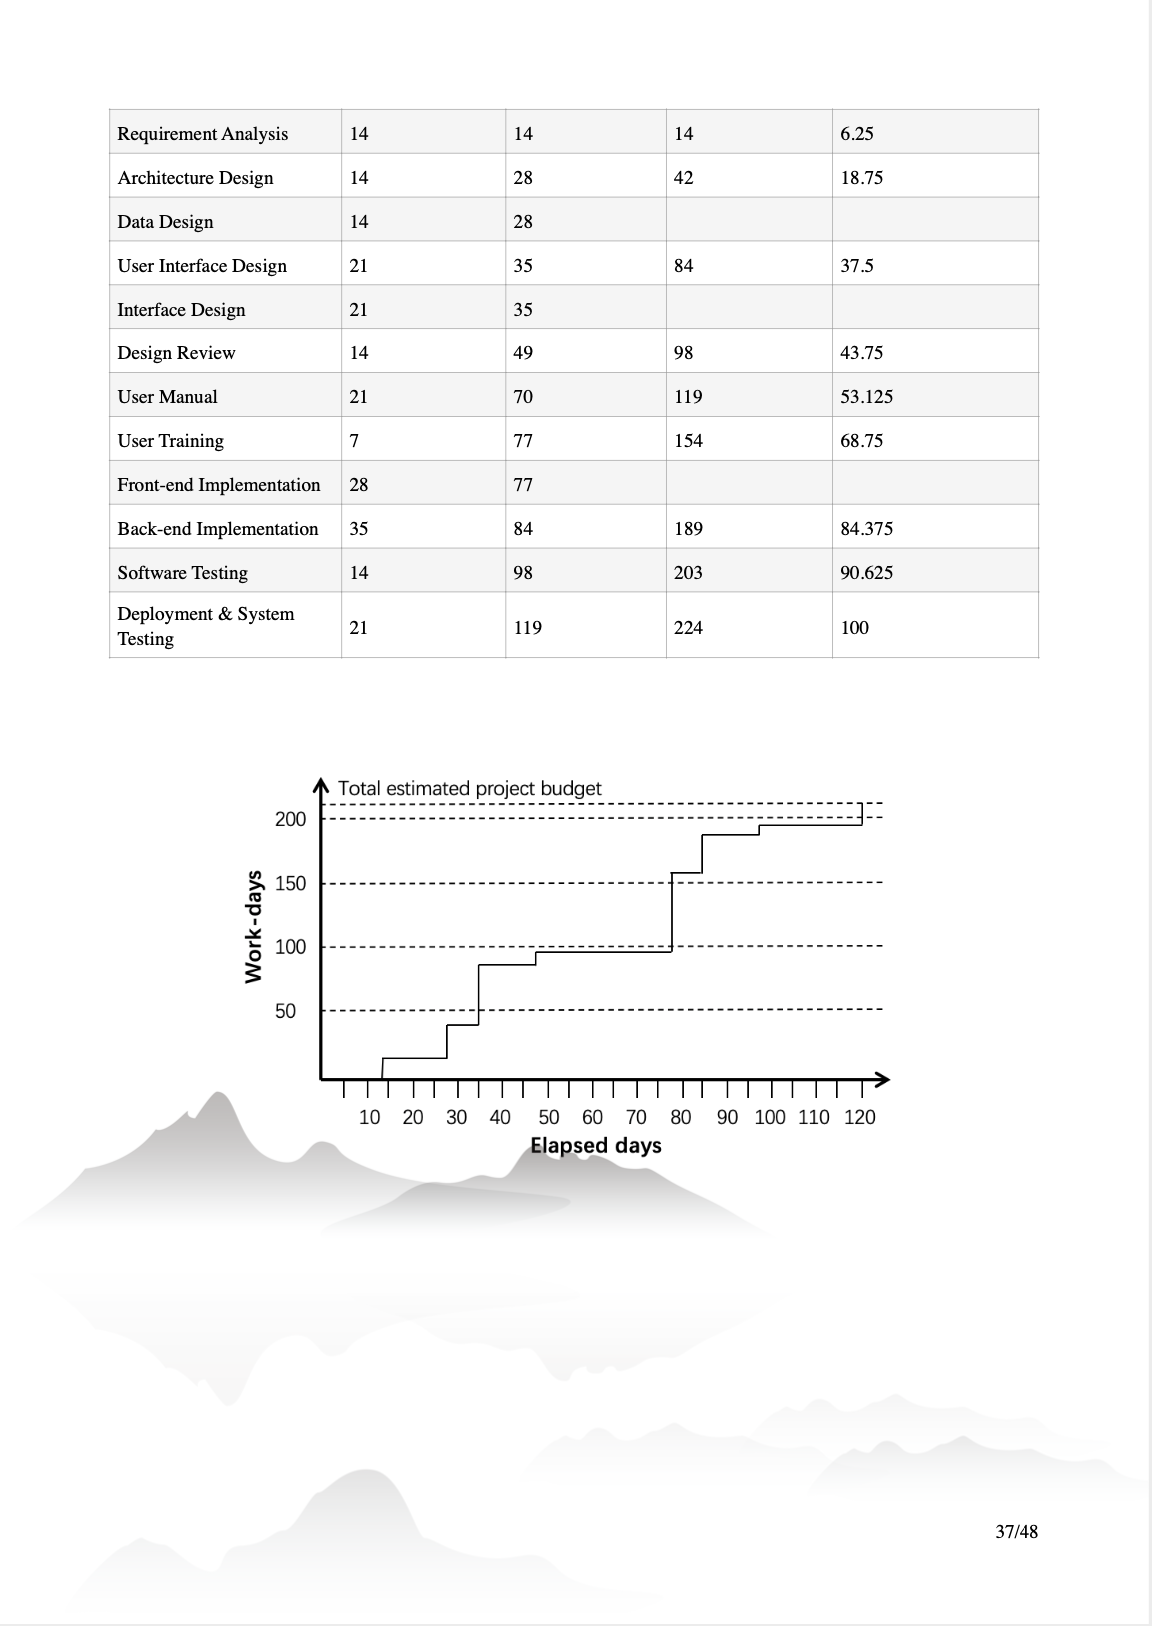 Requirement Analysis 14 14 14 6.25
Architecture Design 14 28 42 18.75
Data Design 14 28
User Interface Design 21 35 84 37.5
Interface Design 21 35
Design Review 14 49 98 43.75
User Manual 21 70 119 53.125
User Training 7 77 154 68.75
Front-end Implementation 28 77
Back-end Implementation 35 84 189 84.375
Software Testing 14 98 203 90.625
Deployment & System
Testing 21 119 224 100
Total estimated project budget
200
150
100
50
Work-days
10 20 30 40 50 60 70 80 90 100 110 120
Elapsed days
37/48